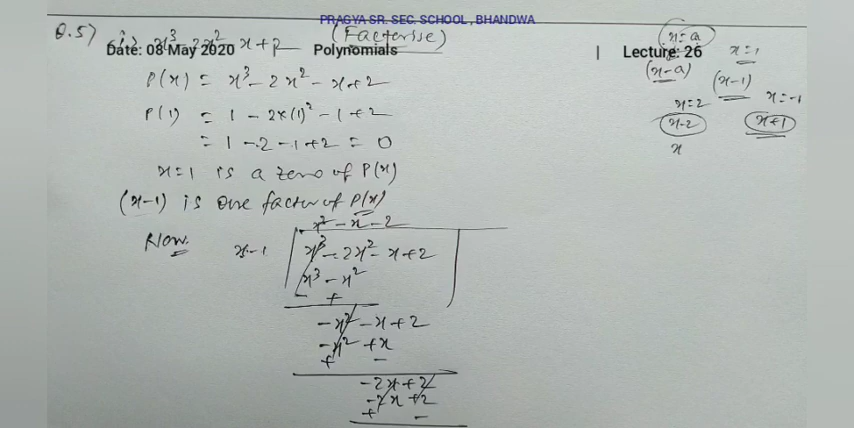 PRAGYA SR. SEC. SCHOOL , BHANDWA
Date: 08 May 2020 Polynomials | Lecture: 26
Q.5) (i) x³ - 2x² - x + 2 (Factorise)
P(x) = x³ - 2x² - x + 2
P(1) = 1 - 2×(1)² - 1 + 2
= 1 - 2 - 1 + 2 = 0
x = 1 is a zero of P(x)
(x-1) is one factor of P(x)
Now.
x² - x - 2
x-1 x³ - 2x² - x + 2
x³ - x²
- +
-x² - x + 2
-x² + x
+ -
-2x + 2
-2x + 2
+ -
(x = a)
(x-a)
x = 1
(x-1)
x = 2
x-2
x
x = -1
x+1